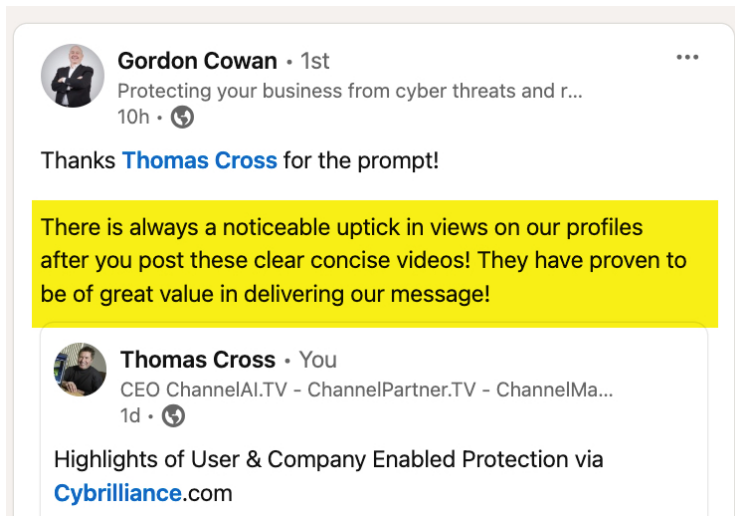 Gordon Cowan • 1st
Protecting your business from cyber threats and r...
10h •
Thanks Thomas Cross for the prompt!
There is always a noticeable uptick in views on our profiles
after you post these clear concise videos! They have proven to
be of great value in delivering our message!
Thomas Cross • You
CEO ChannelAI.TV - ChannelPartner.TV - ChannelMa...
1d •
Highlights of User & Company Enabled Protection via
Cybrilliance.com